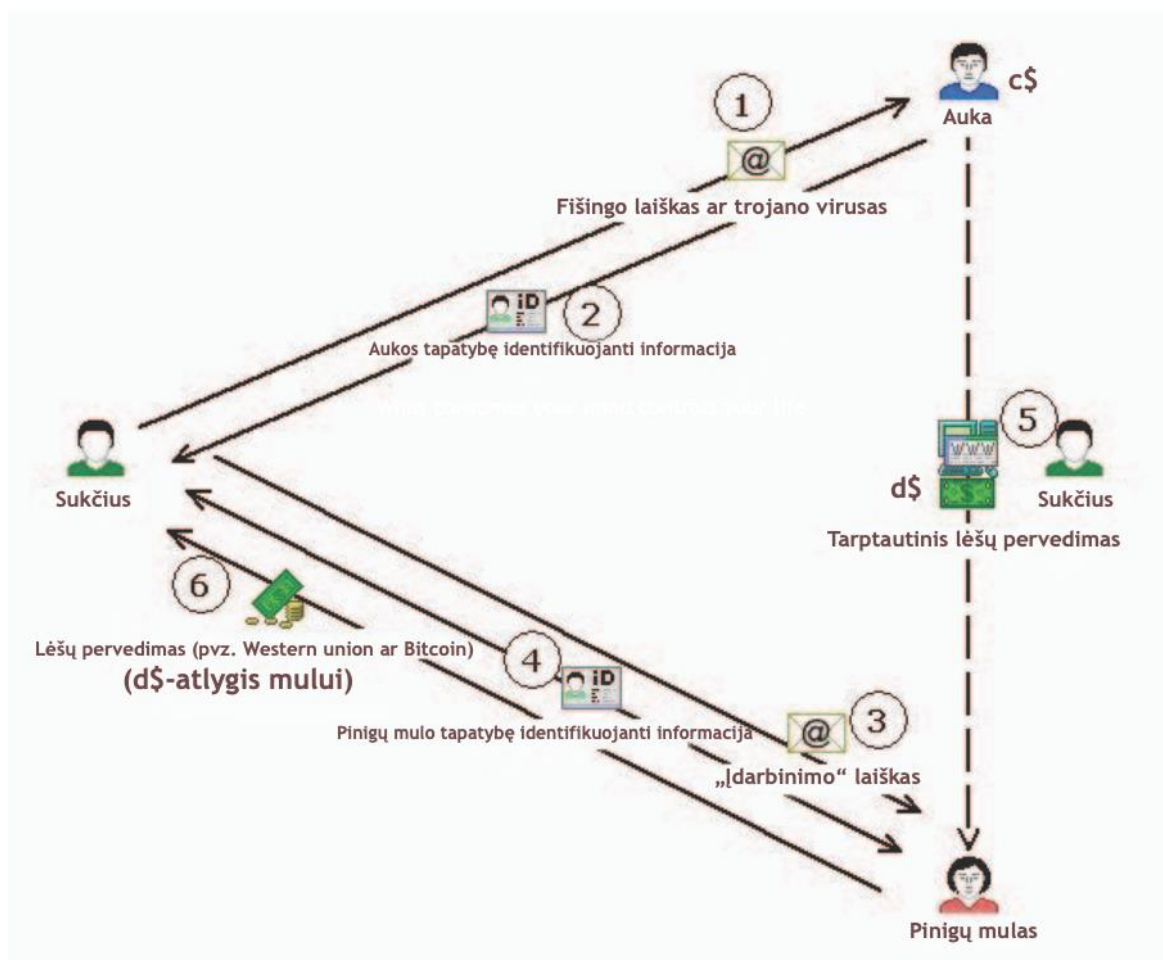 c$
Auka
1
@
Fišingo laiškas ar trojano virusas
iD
2
Aukos tapatybę identifikuojanti informacija
Sukčius
5
d$
Sukčius
Tarptautinis lėšų pervedimas
6
Lėšų pervedimas (pvz. Western union ar Bitcoin)
(d$-atlygis mului)
4
iD
Pinigų mulo tapatybę identifikuojanti informacija
@
3
„Įdarbinimo“ laiškas
Pinigų mulas